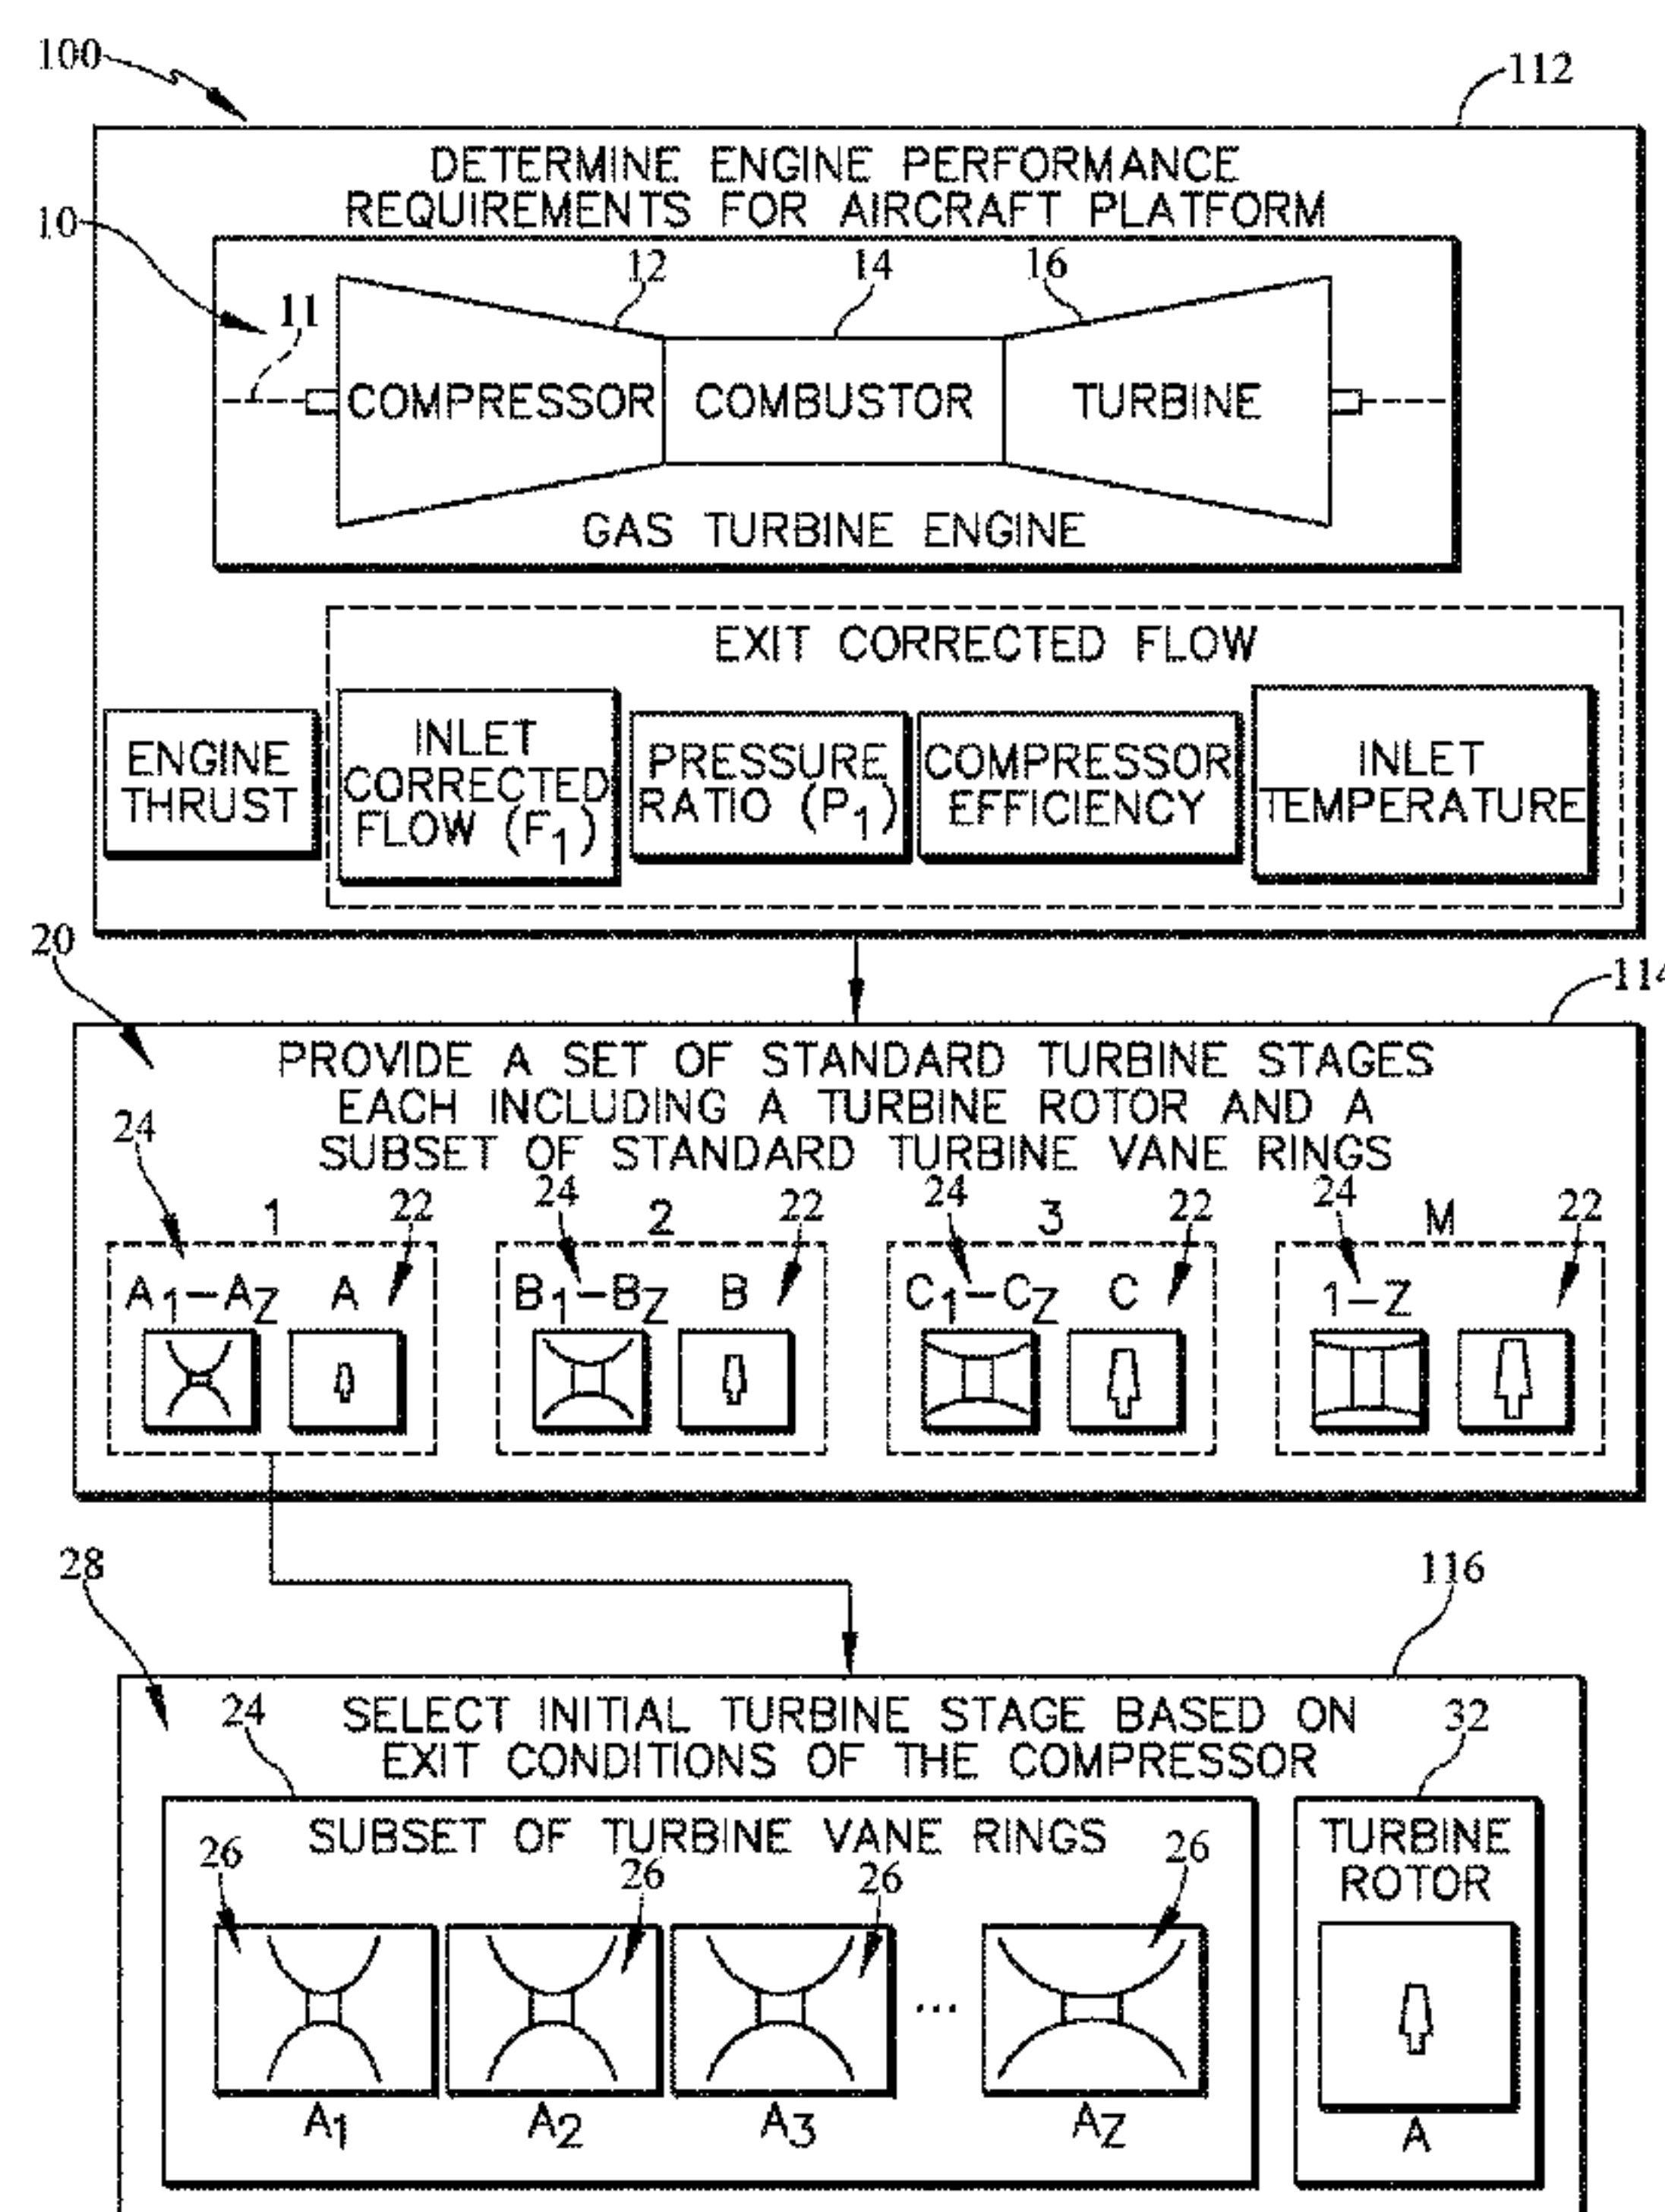 100
112
DETERMINE ENGINE PERFORMANCE
REQUIREMENTS FOR AIRCRAFT PLATFORM
10
12
14
16
11
COMPRESSOR
COMBUSTOR
TURBINE
GAS TURBINE ENGINE
EXIT CORRECTED FLOW
ENGINE
THRUST
INLET
CORRECTED
FLOW (F1)
PRESSURE
RATIO (P1)
COMPRESSOR
EFFICIENCY
INLET
TEMPERATURE
20
114
PROVIDE A SET OF STANDARD TURBINE STAGES
EACH INCLUDING A TURBINE ROTOR AND A
SUBSET OF STANDARD TURBINE VANE RINGS
24
1
22
24
2
22
24
3
22
24
M
22
A1-AZ
A
B1-BZ
B
C1-CZ
C
1-Z
28
116
SELECT INITIAL TURBINE STAGE BASED ON
EXIT CONDITIONS OF THE COMPRESSOR
24
32
SUBSET OF TURBINE VANE RINGS
26
26
26
26
...
A1
A2
A3
AZ
TURBINE
ROTOR
A